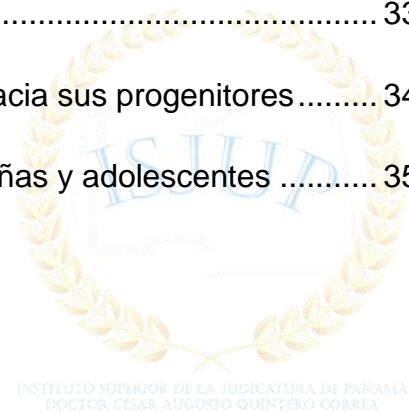 ........................................ 33
acia sus progenitores ......... 34
ñas y adolescentes ........... 35
ISJUP
INSTITUTO SUPERIOR DE LA JUDICATURA DE PANAMÁ
DOCTOR CÉSAR AUGUSTO QUINTERO CORREA